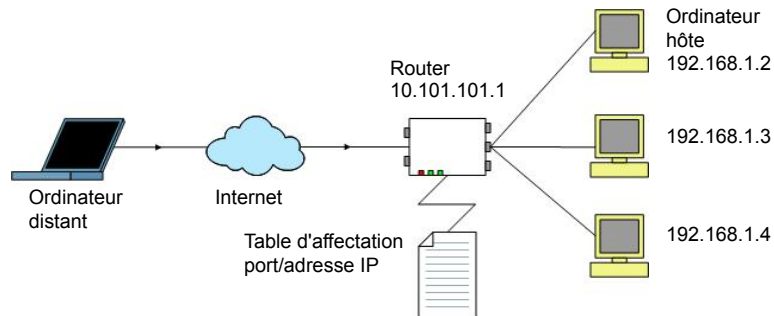 Ordinateur
hôte
192.168.1.2
Router
10.101.101.1
192.168.1.3
Ordinateur
distant
Internet
Table d'affectation
port/adresse IP
192.168.1.4